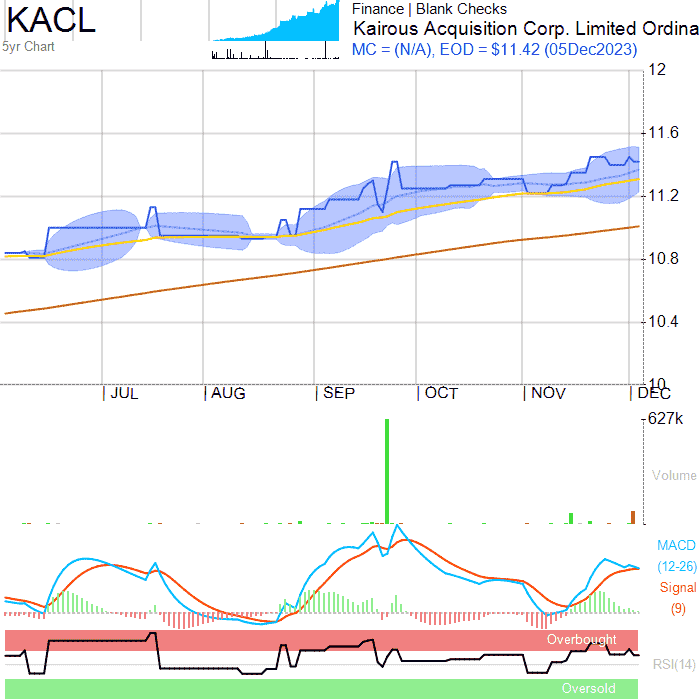 KACL
5yr Chart
Finance | Blank Checks
Kairous Acquisition Corp. Limited Ordina
MC = (N/A), EOD = $11.42 (05Dec2023)
12
11.6
11.2
10.8
10.4
10
JUL AUG SEP OCT NOV DEC
627k
Volume
MACD
(12-26)
Signal
(9)
Overbought
RSI(14)
Oversold